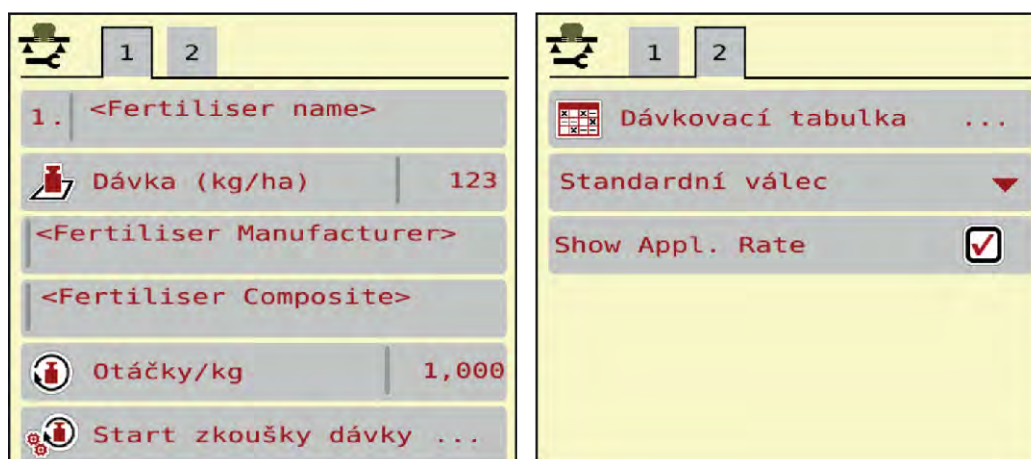 1 2
1. <Fertiliser name>
Dávka (kg/ha) 123
<Fertiliser Manufacturer>
<Fertiliser Composite>
Otáčky/kg 1,000
Start zkoušky dávky ...
1 2
Dávkovací tabulka ...
Standardní válec
Show Appl. Rate